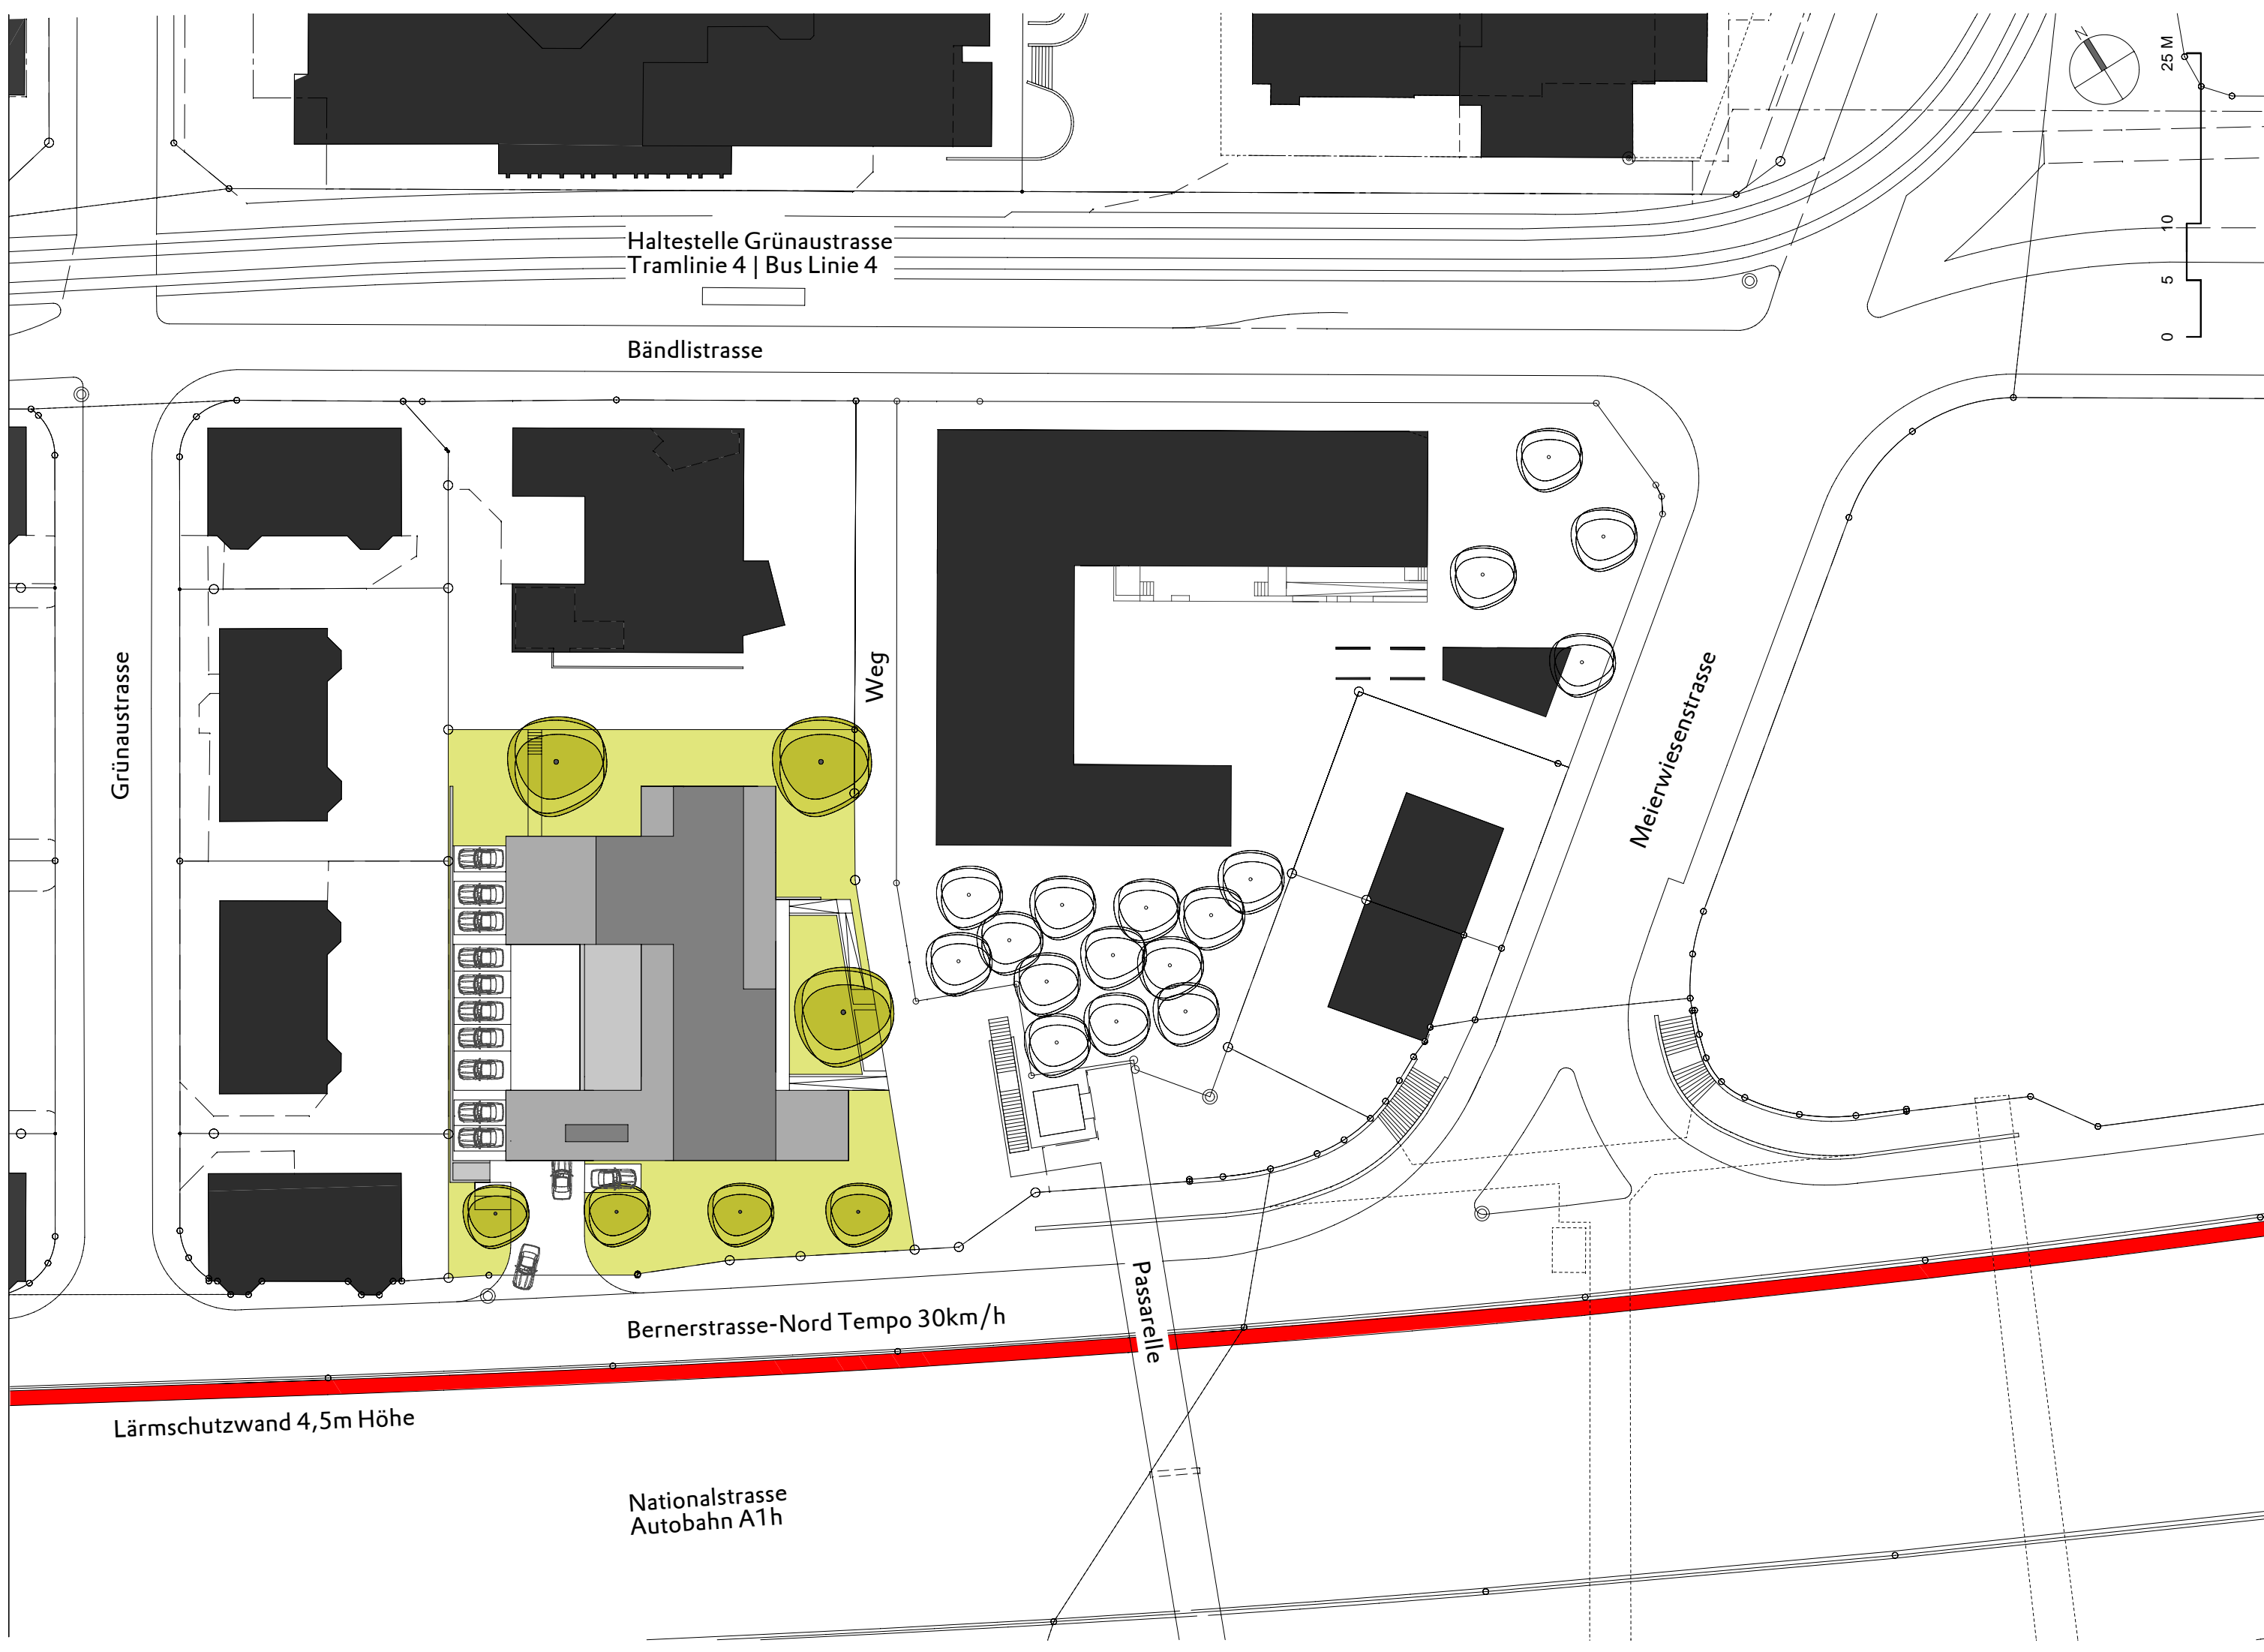 N
25 M
10
5
0
Haltestelle Grünaustrasse
Tramlinie 4 | Bus Linie 4
Bändlistrasse
Grünaustrasse
Weg
Meierwiesenstrasse
Passarelle
Bernerstrasse-Nord Tempo 30km/h
Lärmschutzwand 4,5m Höhe
Nationalstrasse
Autobahn A1h